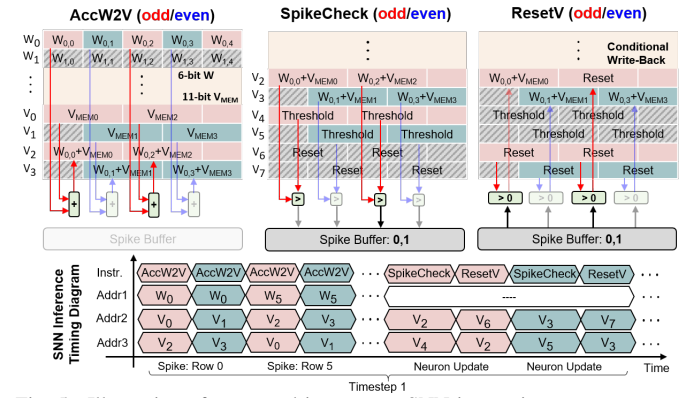 AccW2V (odd/even)
W0 W0,0 W0,1 W0,2 W0,3 W0,4
W1 W1,0 W1,1 W1,2 W1,3 W1,4
6-bit W
11-bit VMEM
V0 VMEM0 VMEM2
V1 VMEM1 VMEM3
V2 W0,0+VMEM0 W0,2+VMEM2
V3 W0,1+VMEM1 W0,3+VMEM3
+ + + +
Spike Buffer
SpikeCheck (odd/even)
V2 W0,0+VMEM0 W0,2+VMEM2
V3 W0,1+VMEM1 W0,3+VMEM3
V4 Threshold Threshold
V5 Threshold Threshold
V6 Reset Reset
V7 Reset Reset
> > > >
Spike Buffer: 0,1
ResetV (odd/even)
Conditional
Write-Back
W0,0+VMEM0 Reset
W0,1+VMEM1 W0,3+VMEM3
Threshold Threshold
Threshold Threshold
Reset Reset
Reset Reset
> 0 > 0 > 0 > 0
Spike Buffer: 0,1
SNN Inference
Timing Diagram
Instr. AccW2V AccW2V AccW2V AccW2V ... SpikeCheck ResetV SpikeCheck ResetV ...
Addr1 W0 W0 W5 W5 ... ---- ...
Addr2 V0 V1 V2 V3 ... V2 V6 V3 V7 ...
Addr3 V2 V3 V0 V1 ... V4 V2 V5 V3 ...
Spike: Row 0 Spike: Row 5 Neuron Update Neuron Update Time
Timestep 1